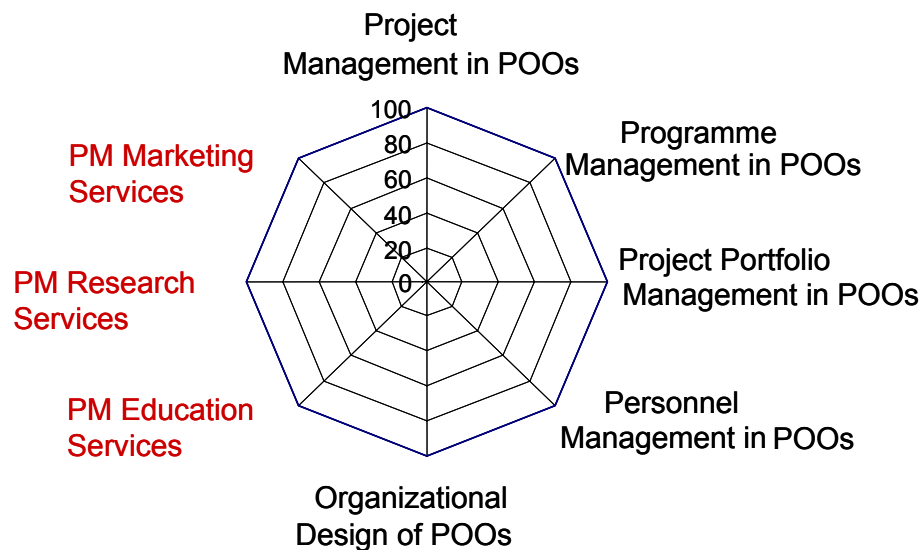 Project
Management in POOs
100
80
60
40
20
0
Programme
Management in POOs
Project Portfolio
Management in POOs
Personnel
Management in POOs
Organizational
Design of POOs
PM Education
Services
PM Research
Services
PM Marketing
Services